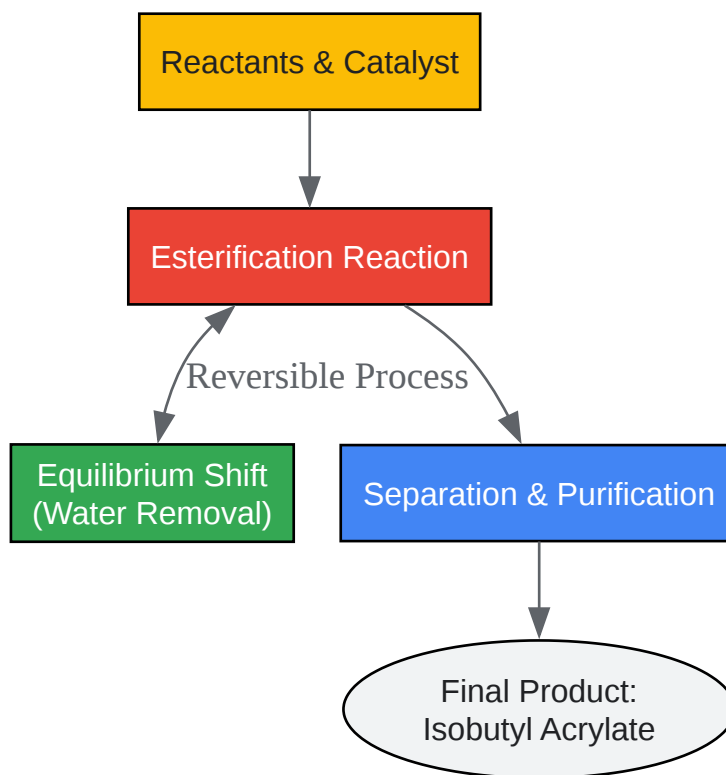 Reactants & Catalyst
Esterification Reaction
Reversible Process
Equilibrium Shift
(Water Removal)
Separation & Purification
Final Product:
Isobutyl Acrylate